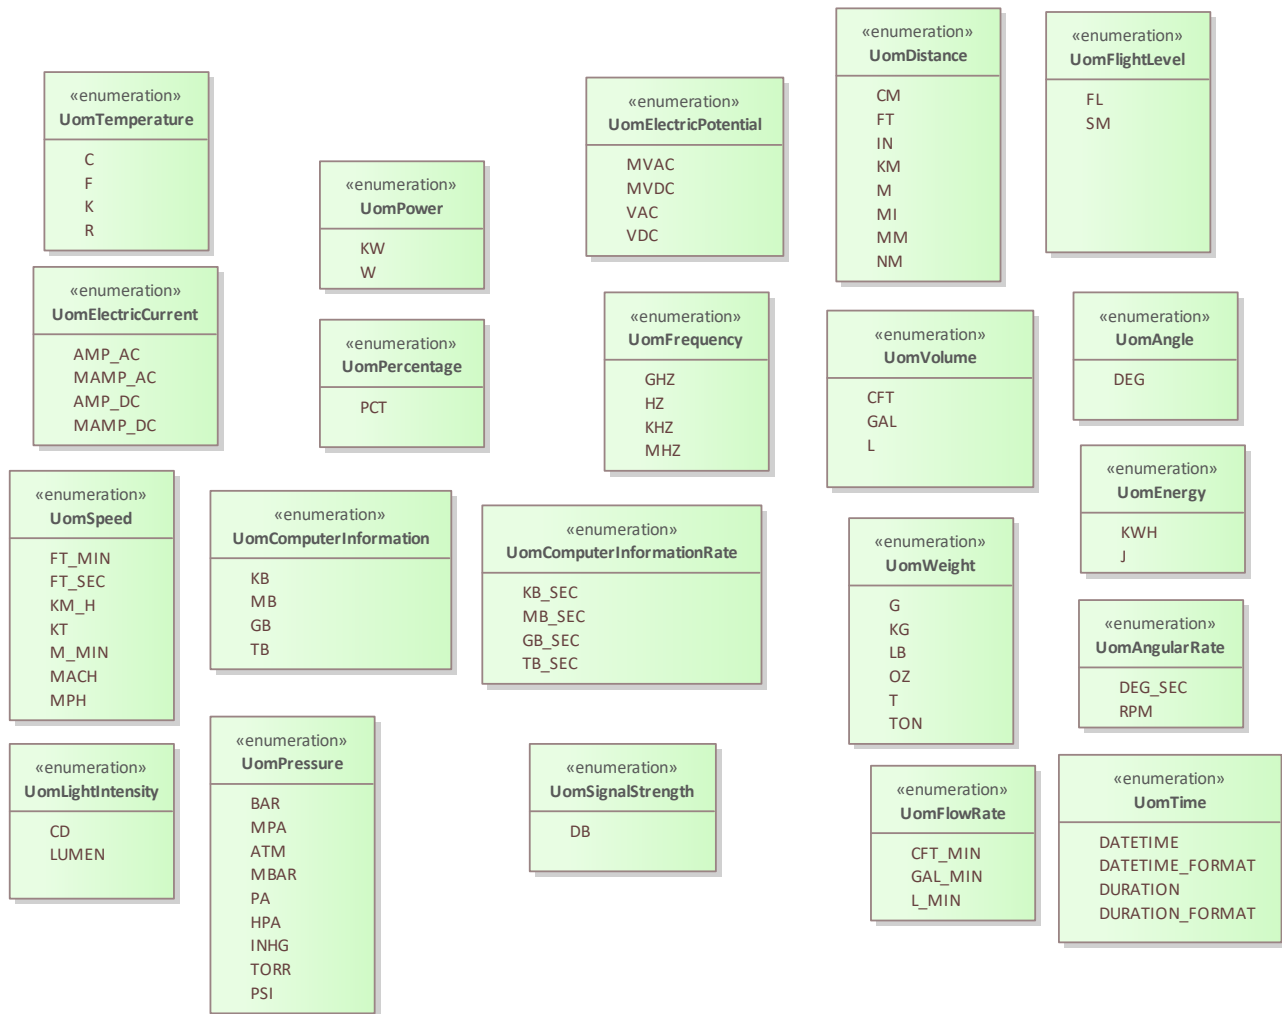 «enumeration»
UomTemperature
C
F
K
R
«enumeration»
UomElectricCurrent
AMP_AC
MAMP_AC
AMP_DC
MAMP_DC
«enumeration»
UomSpeed
FT_MIN
FT_SEC
KM_H
KT
M_MIN
MACH
MPH
«enumeration»
UomLightIntensity
CD
LUMEN
«enumeration»
UomPower
KW
W
«enumeration»
UomPercentage
PCT
«enumeration»
UomComputerInformation
KB
MB
GB
TB
«enumeration»
UomPressure
BAR
MPA
ATM
MBAR
PA
HPA
INHG
TORR
PSI
«enumeration»
UomElectricPotential
MVAC
MVDC
VAC
VDC
«enumeration»
UomFrequency
GHZ
HZ
KHZ
MHZ
«enumeration»
UomComputerInformationRate
KB_SEC
MB_SEC
GB_SEC
TB_SEC
«enumeration»
UomSignalStrength
DB
«enumeration»
UomDistance
CM
FT
IN
KM
M
MI
MM
NM
«enumeration»
UomVolume
CFT
GAL
L
«enumeration»
UomWeight
G
KG
LB
OZ
T
TON
«enumeration»
UomFlowRate
CFT_MIN
GAL_MIN
L_MIN
«enumeration»
UomFlightLevel
FL
SM
«enumeration»
UomAngle
DEG
«enumeration»
UomEnergy
KWH
J
«enumeration»
UomAngularRate
DEG_SEC
RPM
«enumeration»
UomTime
DATETIME
DATETIME_FORMAT
DURATION
DURATION_FORMAT